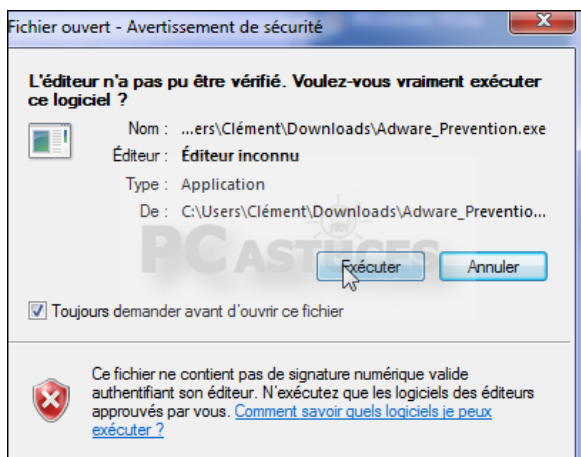 Fichier ouvert - Avertissement de sécurité
L'éditeur n'a pas pu être vérifié. Voulez-vous vraiment exécuter
ce logiciel ?
Nom : ...ers\Clément\Downloads\Adware_Prevention.exe
Éditeur : Éditeur inconnu
Type : Application
De : C:\Users\Clément\Downloads\Adware_Preventio...
PC ASTUCES
Exécuter Annuler
Toujours demander avant d'ouvrir ce fichier
Ce fichier ne contient pas de signature numérique valide
authentifiant son éditeur. N'exécutez que les logiciels des éditeurs
approuvés par vous. Comment savoir quels logiciels je peux
exécuter ?